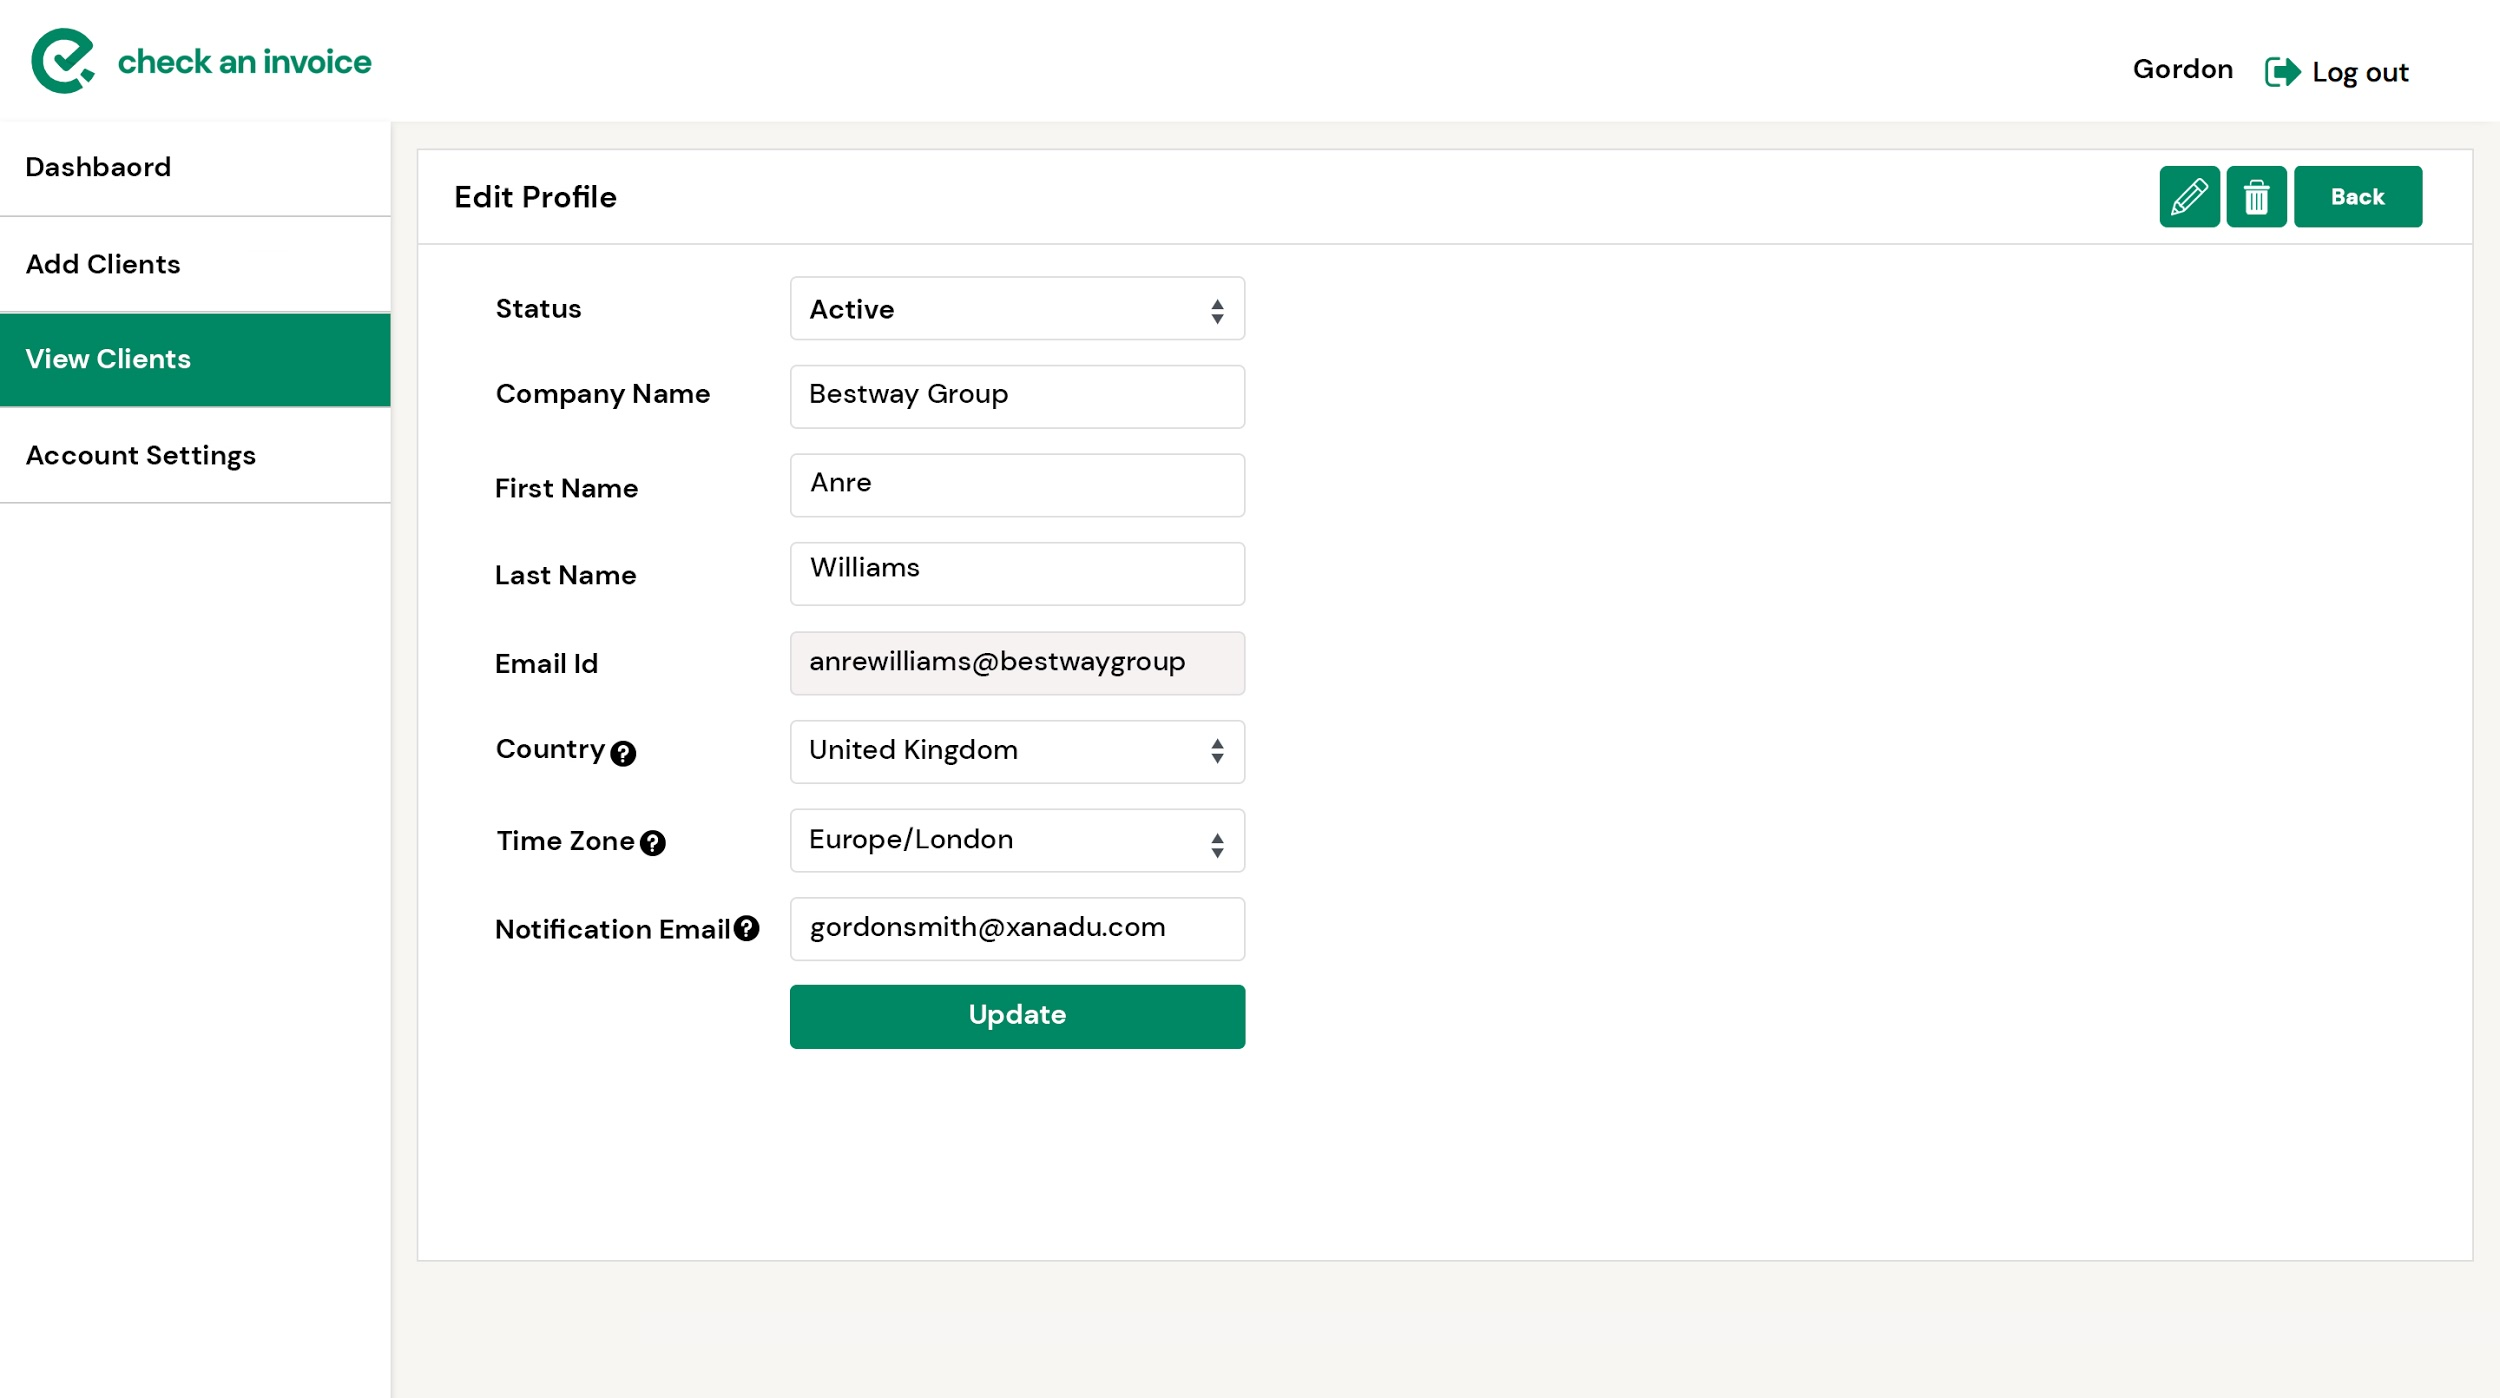 check an invoice
Gordon
Log out
Dashbaord
Add Clients
View Clients
Account Settings
Edit Profile
Back
Status
Active
Company Name
Bestway Group
First Name
Anre
Last Name
Williams
Email Id
anrewilliams@bestwaygroup
Country ?
United Kingdom
Time Zone ?
Europe/London
Notification Email ?
gordonsmith@xanadu.com
Update